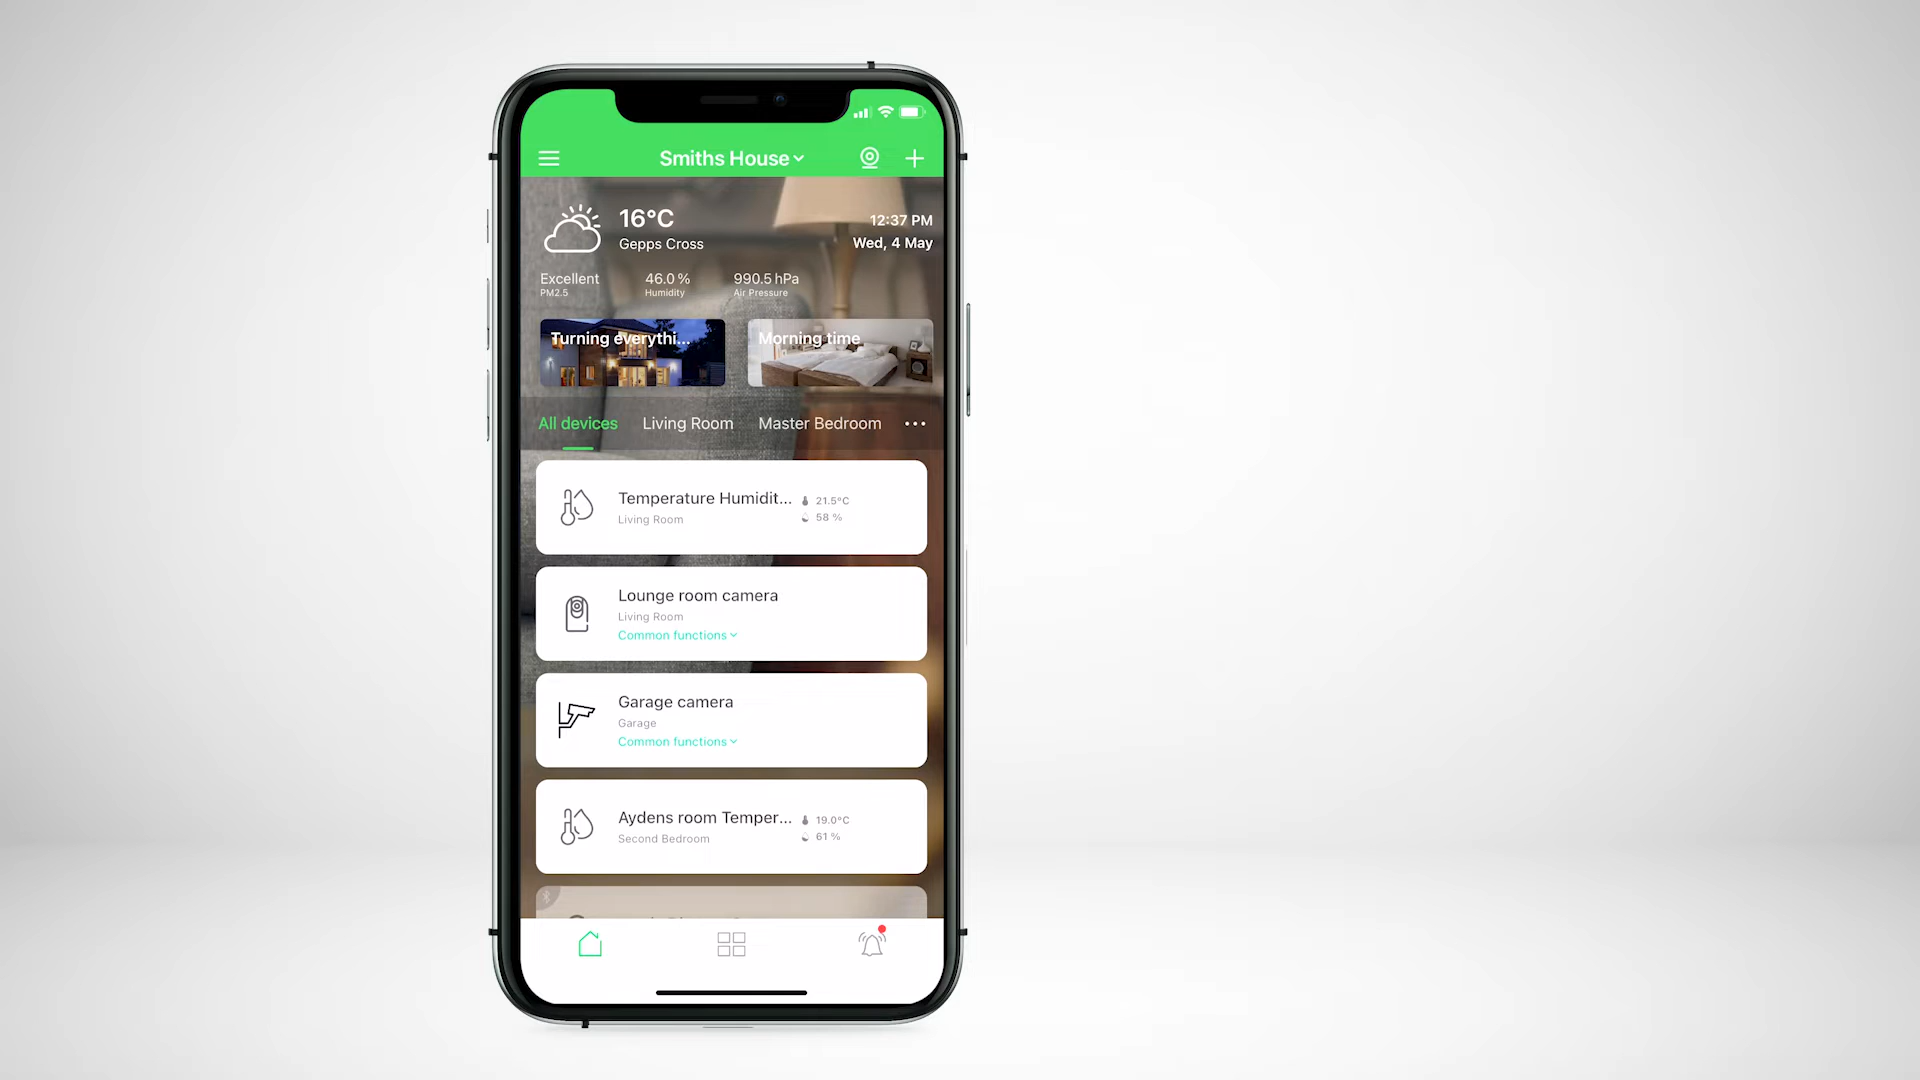 Smiths House
16°C
Gepps Cross
12:37 PM
Wed, 4 May
Excellent
PM2.5
46.0 %
Humidity
990.5 hPa
Air Pressure
Turning everythi...
Morning time
All devices
Living Room
Master Bedroom
Temperature Humidit...
Living Room
21.5°C
58 %
Lounge room camera
Living Room
Common functions
Garage camera
Garage
Common functions
Aydens room Temper...
Second Bedroom
19.0°C
61 %